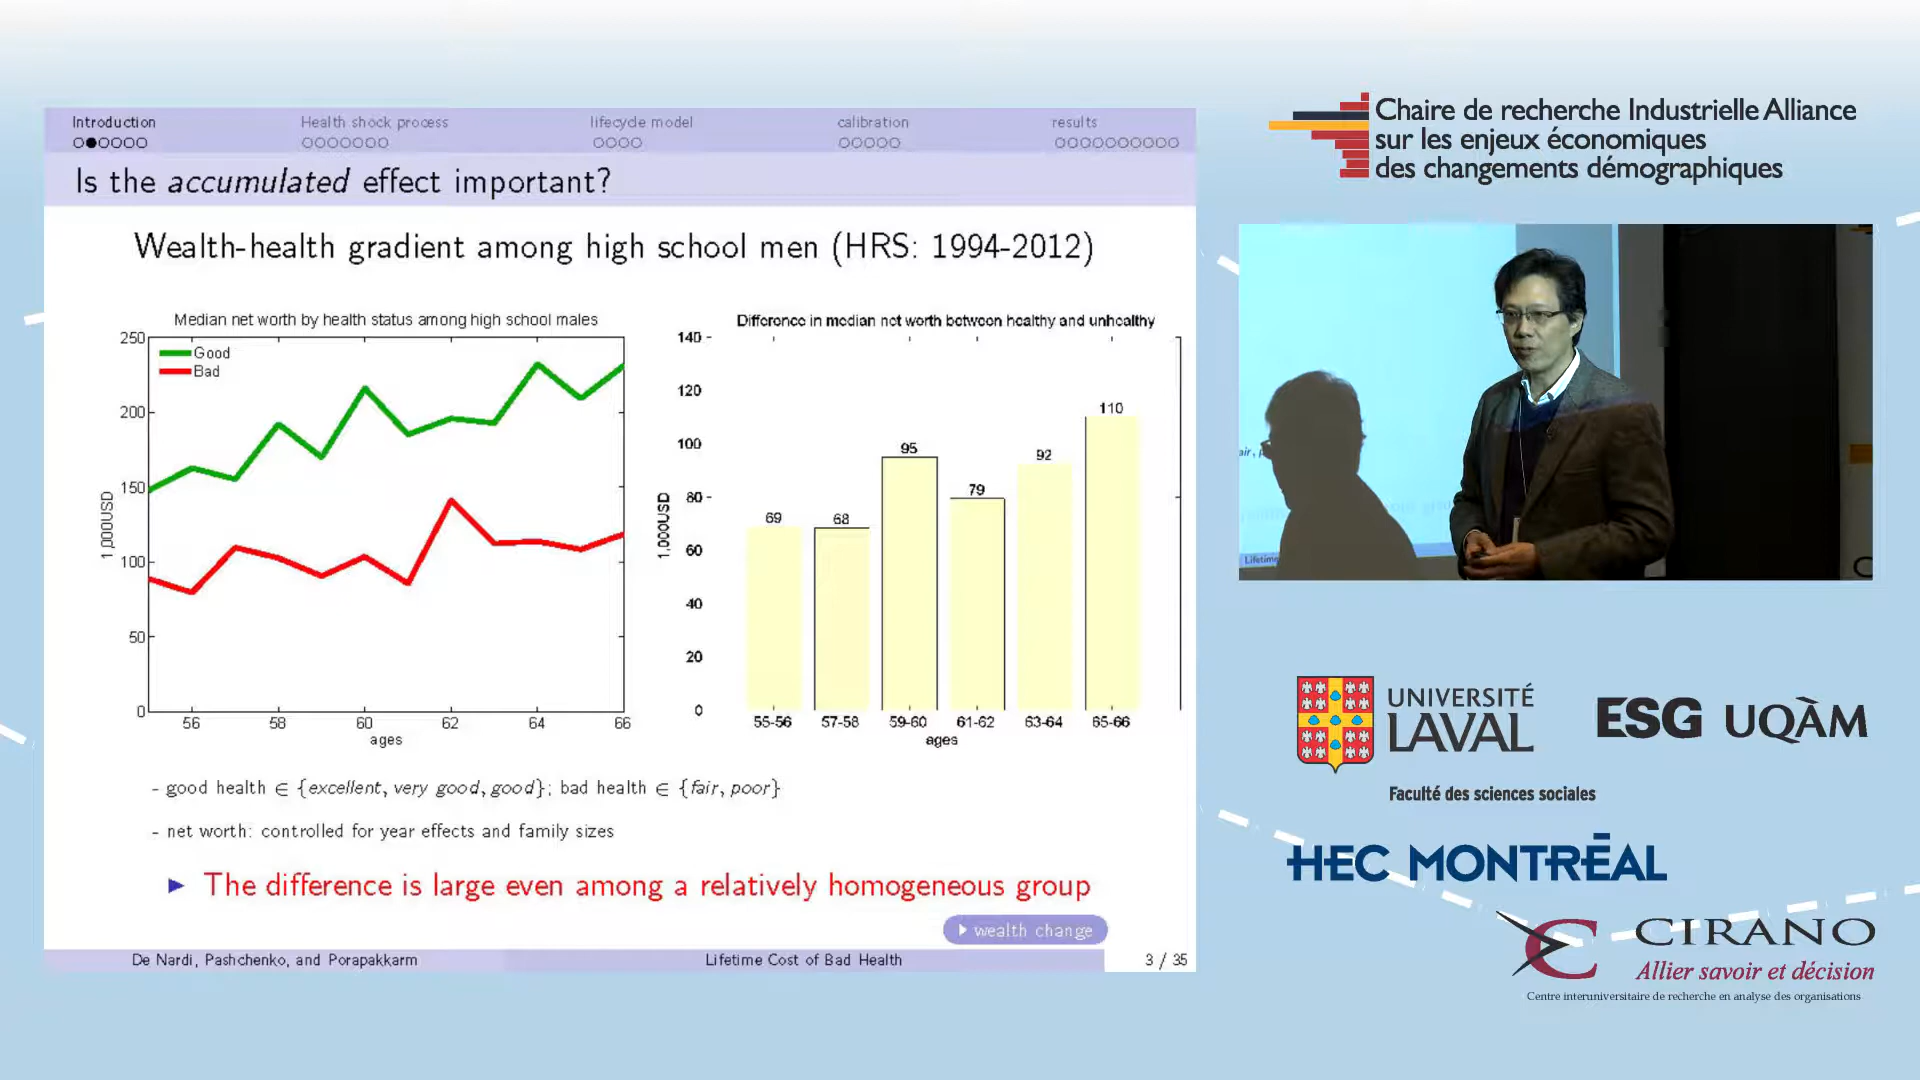 Introduction
Health shock process
lifecycle model
calibration
results
Is the accumulated effect important?
Wealth-health gradient among high school men (HRS: 1994-2012)
Median net worth by health status among high school males
Good
Bad
250
200
150
100
50
0
1,000USD
56
58
60
62
64
66
ages
Difference in median net worth between healthy and unhealthy
140
120
100
80
60
40
20
0
1,000USD
69
68
95
79
92
110
55-56
57-58
59-60
61-62
63-64
65-66
ages
- good health ∈ {excellent, very good, good}; bad health ∈ {fair, poor}
- net worth: controlled for year effects and family sizes
The difference is large even among a relatively homogeneous group
wealth change
De Nardi, Pashchenko, and Porapakkarm
Lifetime Cost of Bad Health
3 / 35
Chaire de recherche Industrielle Alliance
sur les enjeux économiques
des changements démographiques
Lifetime
UNIVERSITÉ
LAVAL
Faculté des sciences sociales
ESG UQÀM
HEC MONTRĒAL
CIRANO
Allier savoir et décision
Centre interuniversitaire de recherche en analyse des organisations